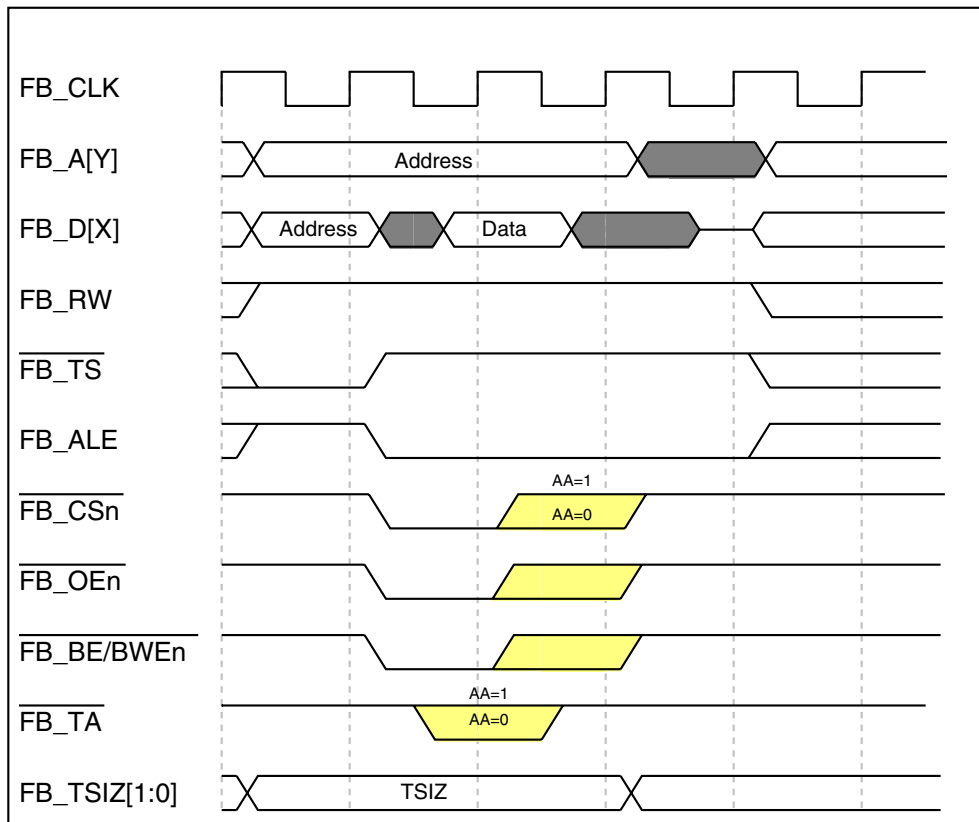 FB_CLK
FB_A[Y]
Address
FB_D[X]
Address
Data
FB_RW
FB_TS
FB_ALE
AA=1
FB_CSn
AA=0
FB_OEn
FB_BE/BWEn
AA=1
FB_TA
AA=0
FB_TSIZ[1:0]
TSIZ